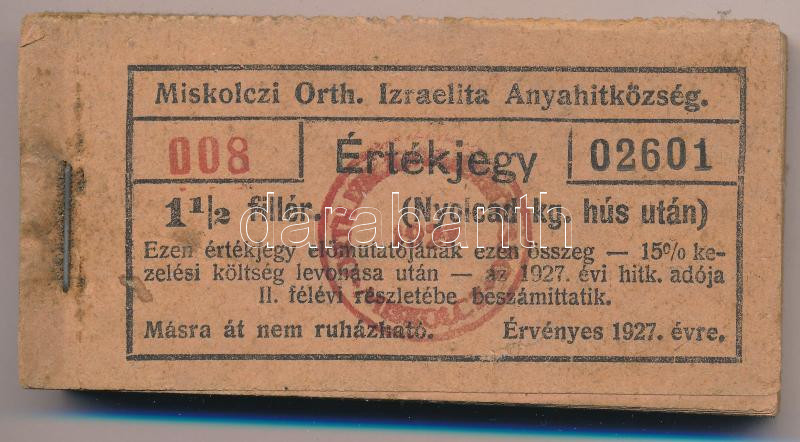 Miskolczi Orth. Izraelita Anyahitközség.
008 Értékjegy 02601
1 1/2 fillér. (Nyolcad kg. hús után)
Ezen értékjegy előmutatójának ezen összeg — 15% ke-
zelési költség levonása után — az 1927. évi hitk. adója
II. félévi részletébe beszámíttatik.
Másra át nem ruházható. Érvényes 1927. évre.
darabanth
MISKOLC